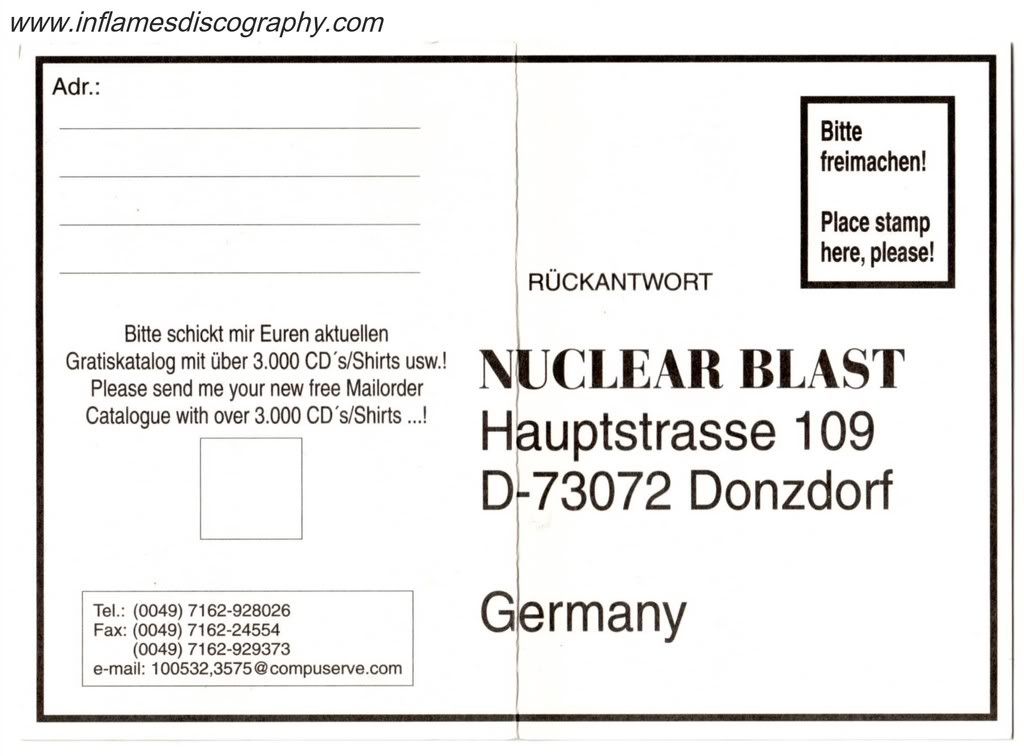 www.inflamesdiscography.com
Adr.:
Bitte
freimachen!
Place stamp
here, please!
RÜCKANTWORT
Bitte schickt mir Euren aktuellen
Gratiskatalog mit über 3.000 CD´s/Shirts usw.!
Please send me your new free Mailorder
Catalogue with over 3.000 CD´s/Shirts ...!
NUCLEAR BLAST
Hauptstrasse 109
D-73072 Donzdorf
Germany
Tel.: (0049) 7162-928026
Fax: (0049) 7162-24554
(0049) 7162-929373
e-mail: 100532,3575@compuserve.com